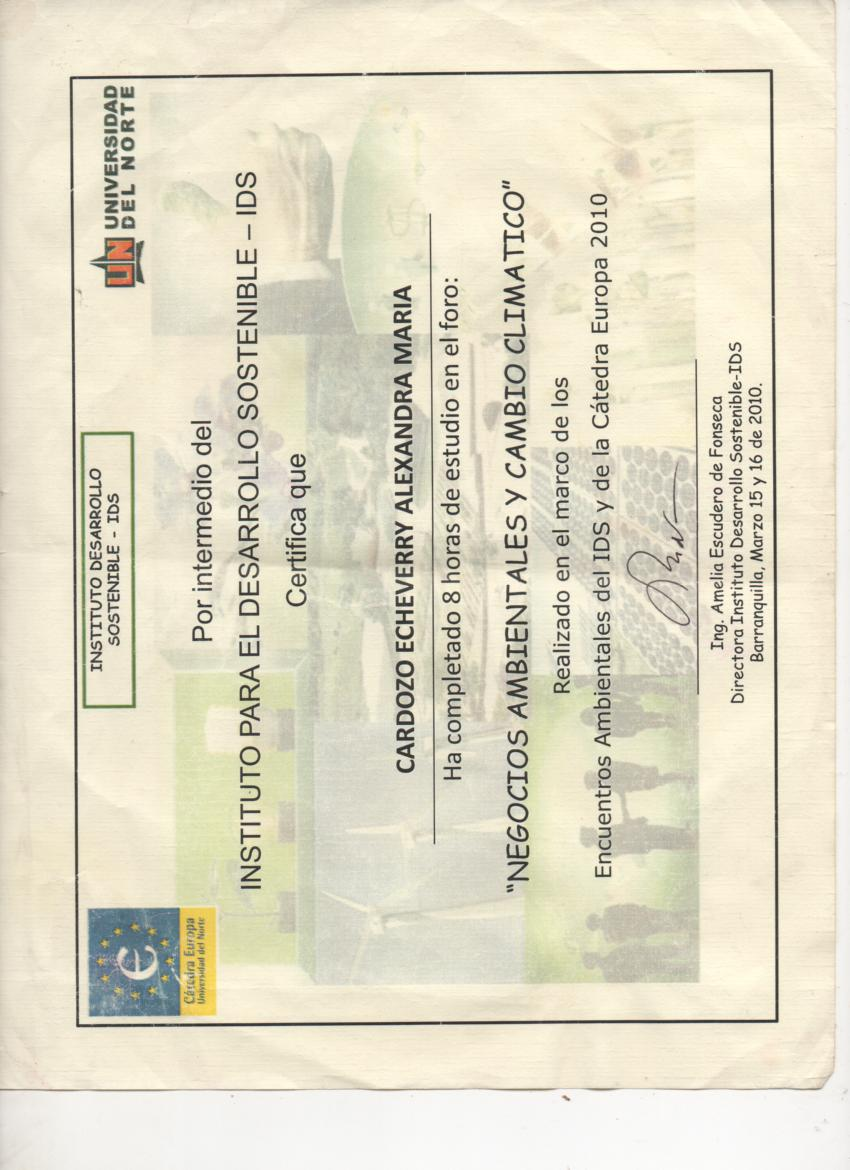 Cátedra Europa
Universidad del Norte
INSTITUTO DESARROLLO
SOSTENIBLE - IDS
UN UNIVERSIDAD
DEL NORTE
Por intermedio del
INSTITUTO PARA EL DESARROLLO SOSTENIBLE – IDS
Certifica que
CARDOZO ECHEVERRY ALEXANDRA MARIA
Ha completado 8 horas de estudio en el foro:
“NEGOCIOS AMBIENTALES Y CAMBIO CLIMATICO”
Realizado en el marco de los
Encuentros Ambientales del IDS y de la Cátedra Europa 2010
Ing. Amelia Escudero de Fonseca
Directora Instituto Desarrollo Sostenible-IDS
Barranquilla, Marzo 15 y 16 de 2010.